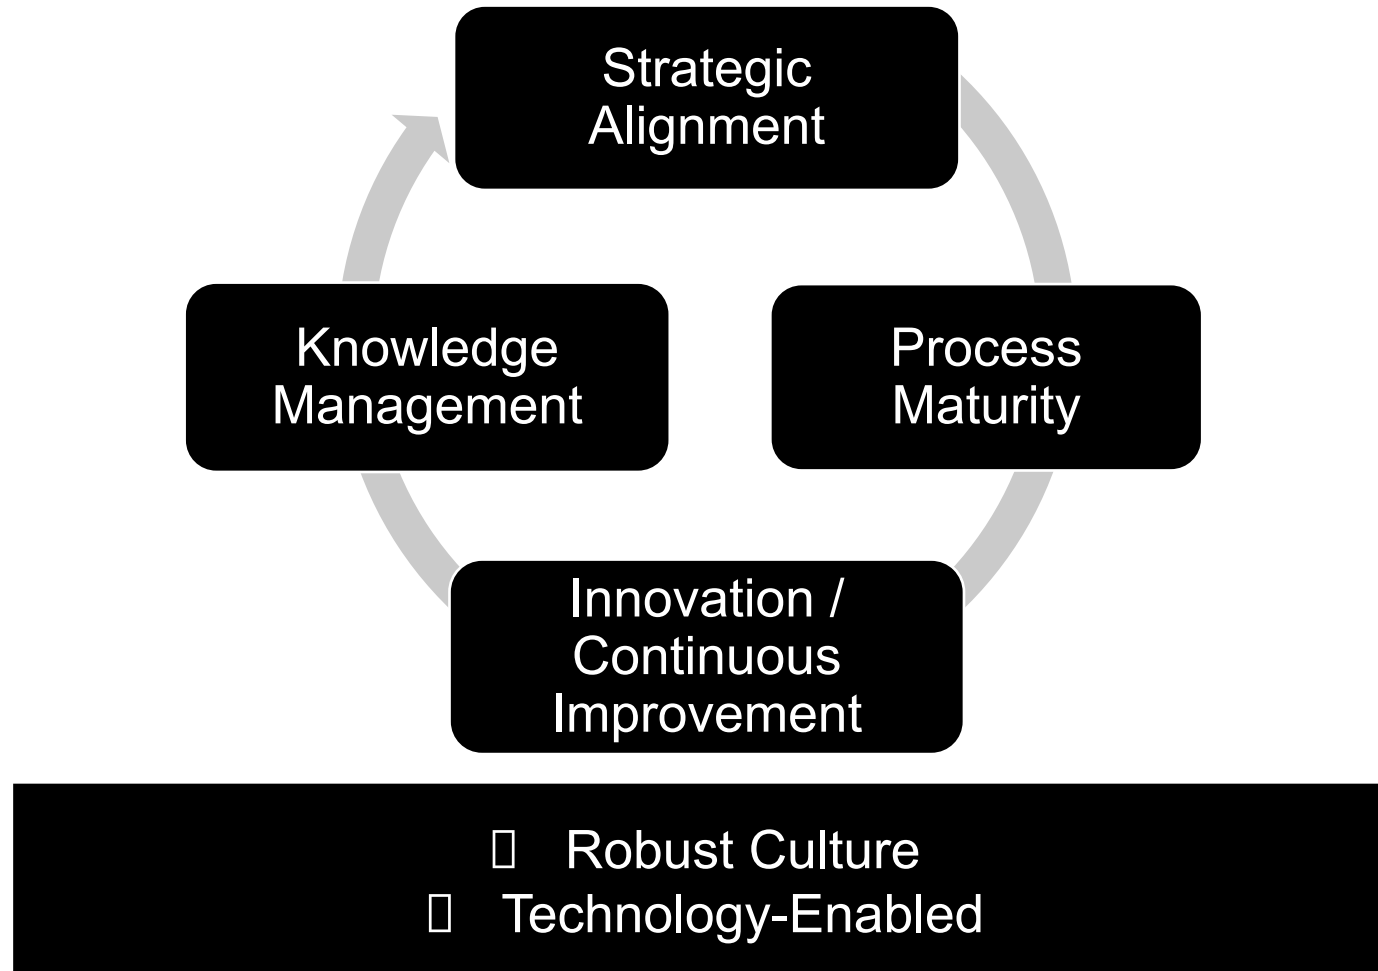 Strategic
Alignment
Knowledge
Management
Process
Maturity
Innovation /
Continuous
Improvement
Robust Culture
Technology-Enabled